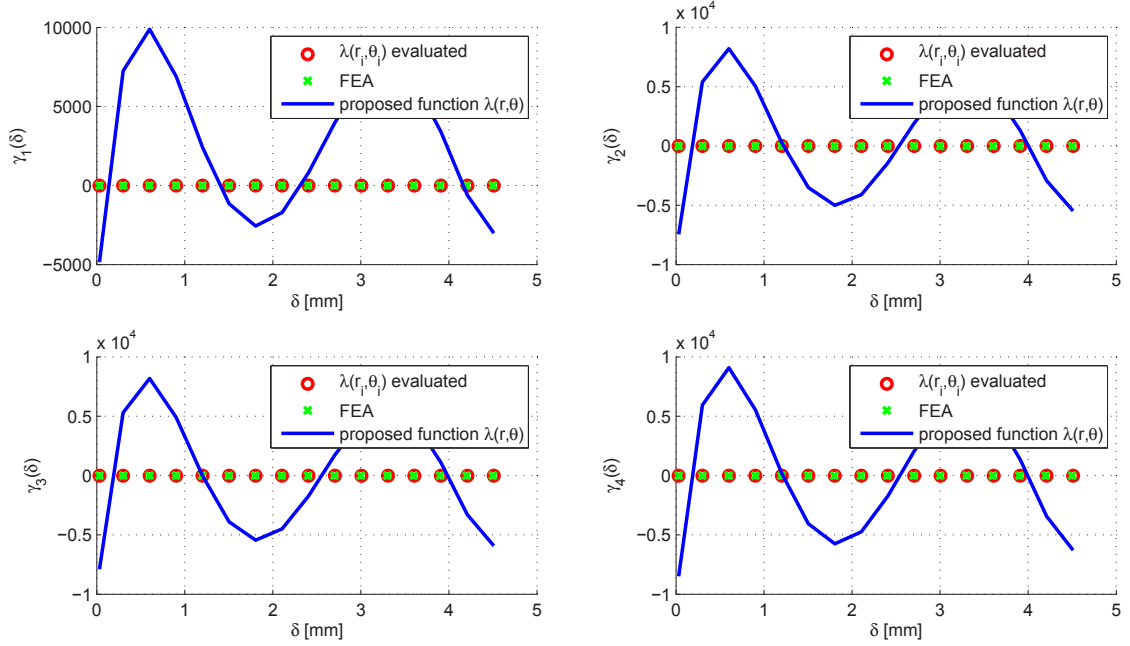 10000
5000
0
−5000
γ1(δ)
0 1 2 3 4 5
δ [mm]
λ(ri,θi) evaluated
FEA
proposed function λ(r,θ)
x 10^4
1
0.5
0
−0.5
−1
γ2(δ)
0 1 2 3 4 5
δ [mm]
λ(ri,θi) evaluated
FEA
proposed function λ(r,θ)
x 10^4
1
0.5
0
−0.5
−1
γ3(δ)
0 1 2 3 4 5
δ [mm]
λ(ri,θi) evaluated
FEA
proposed function λ(r,θ)
x 10^4
1
0.5
0
−0.5
−1
γ4(δ)
0 1 2 3 4 5
δ [mm]
λ(ri,θi) evaluated
FEA
proposed function λ(r,θ)